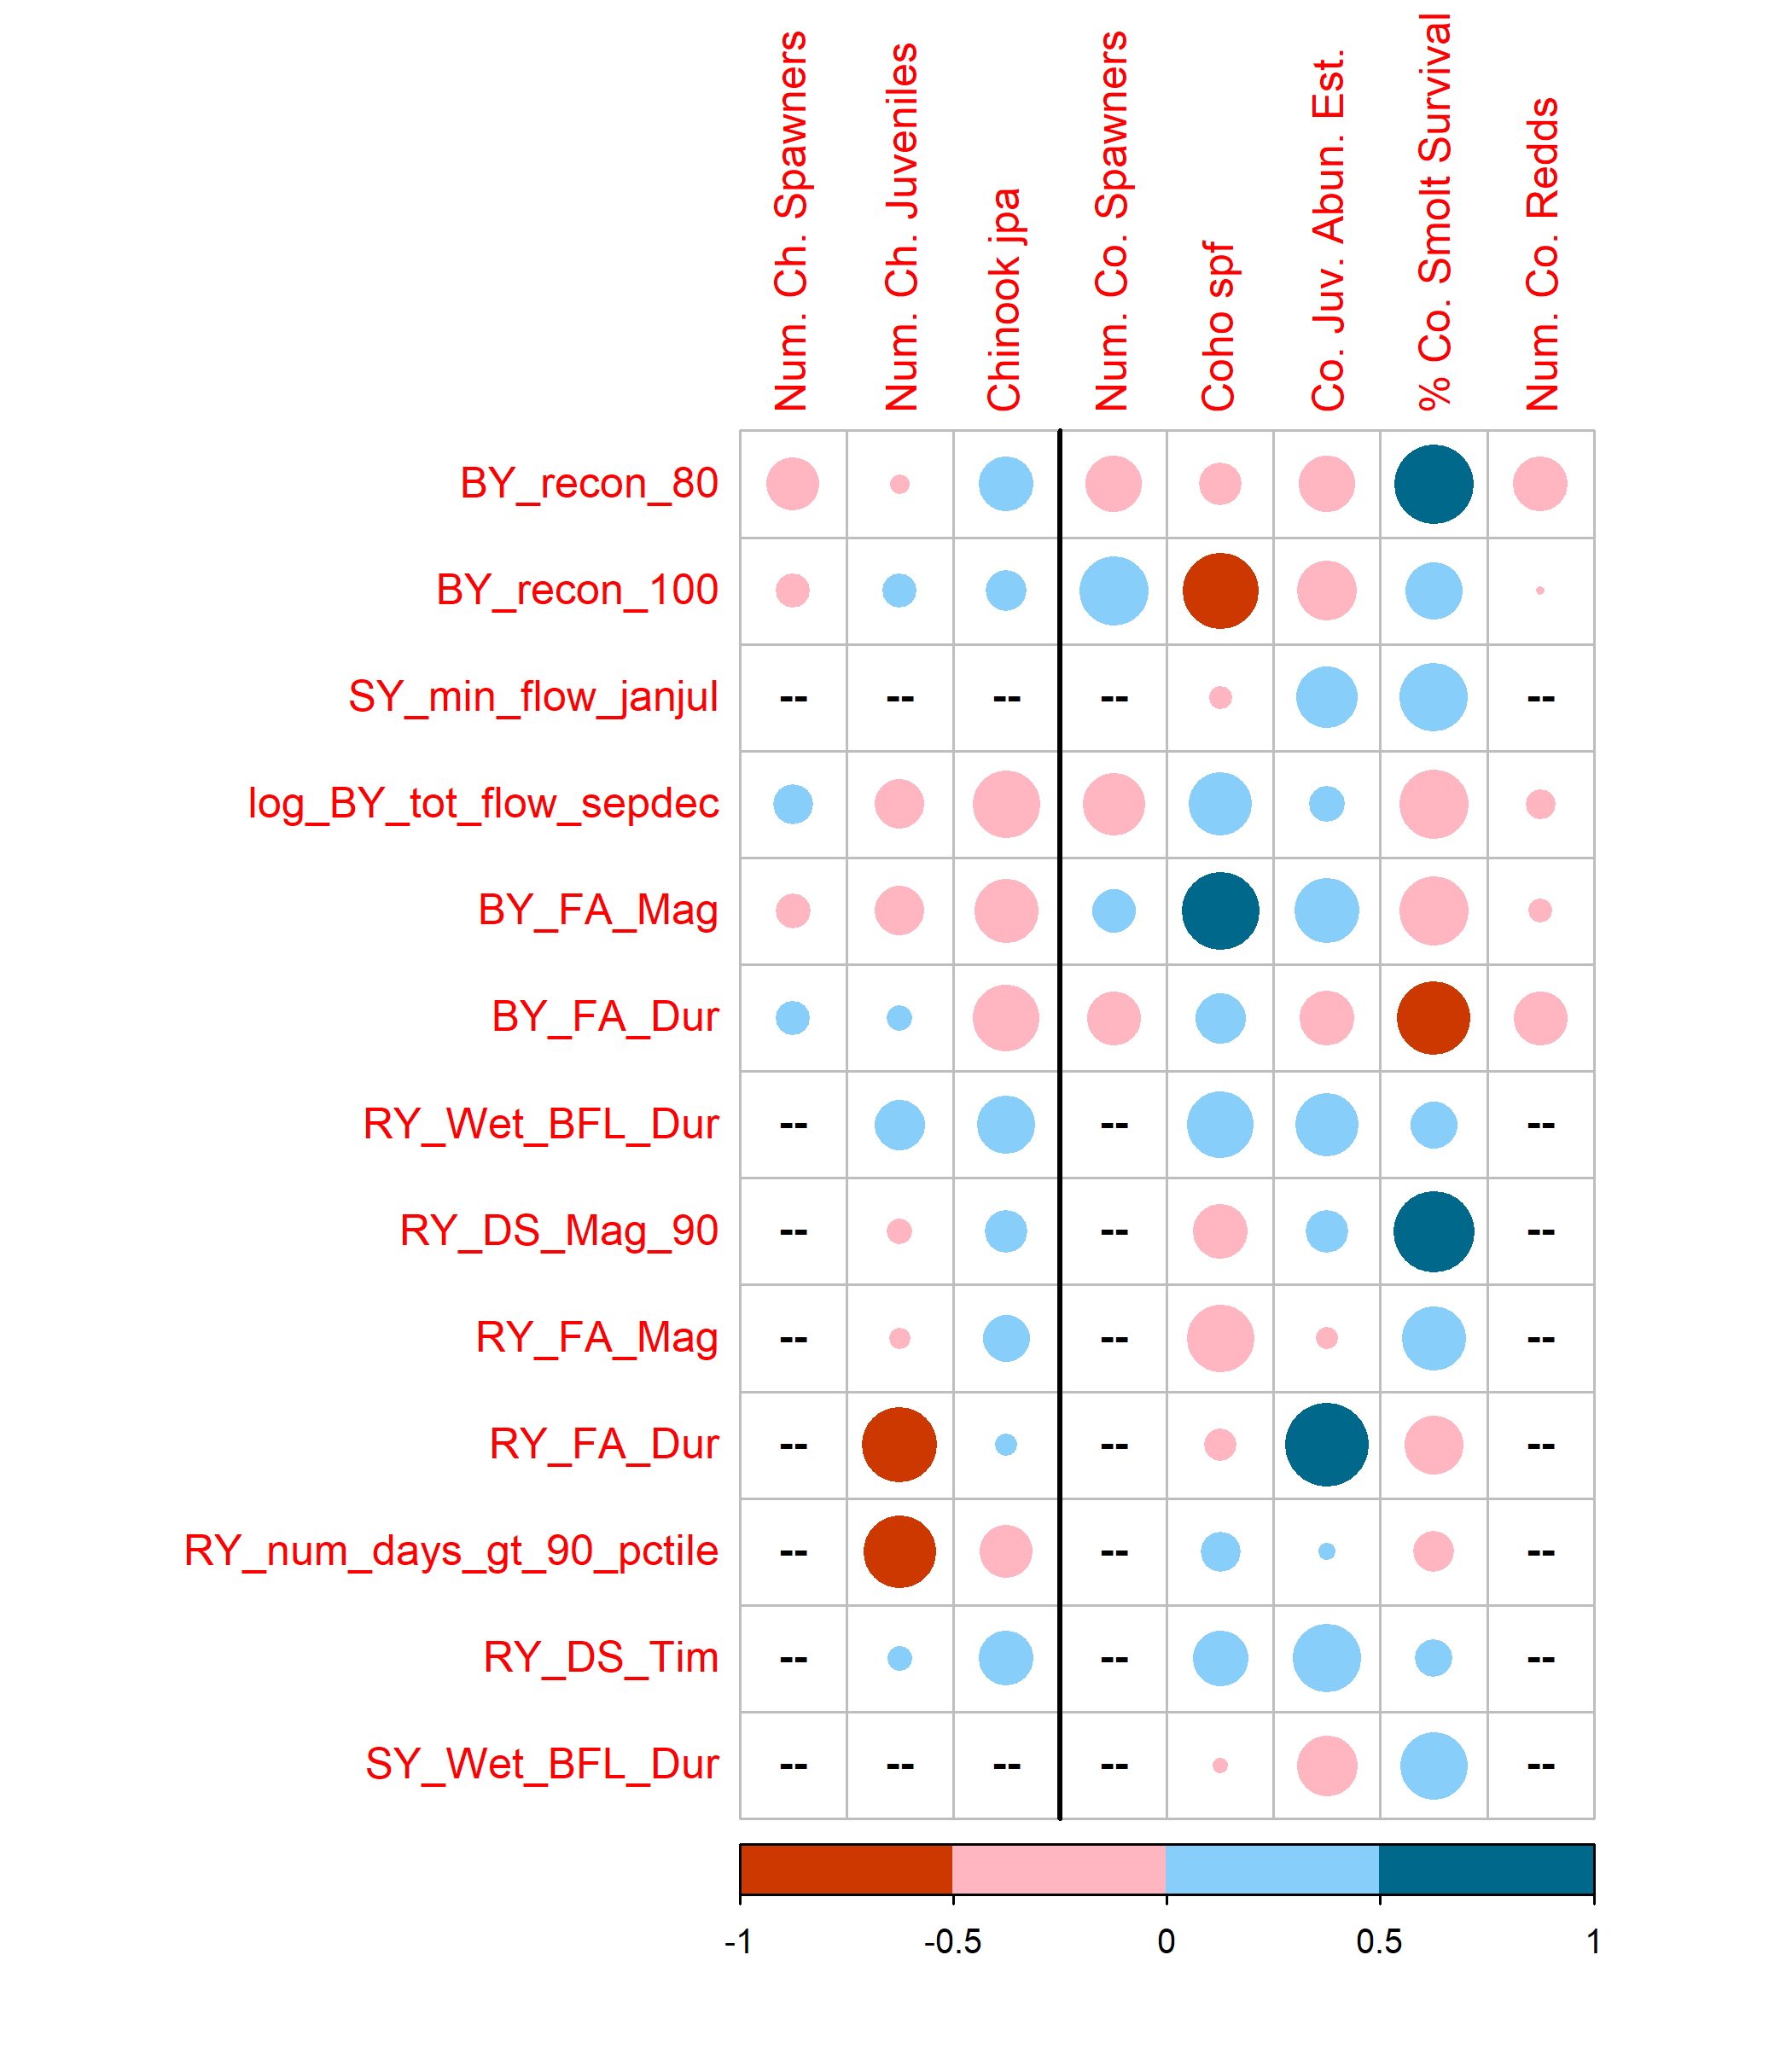 Num. Ch. Spawners
Num. Ch. Juveniles
Chinook jpa
Num. Co. Spawners
Coho spf
Co. Juv. Abun. Est.
% Co. Smolt Survival
Num. Co. Redds
BY_recon_80
BY_recon_100
SY_min_flow_janjul -- -- -- -- --
log_BY_tot_flow_sepdec
BY_FA_Mag
BY_FA_Dur
RY_Wet_BFL_Dur -- -- --
RY_DS_Mag_90 -- -- --
RY_FA_Mag -- -- --
RY_FA_Dur -- -- --
RY_num_days_gt_90_pctile -- -- --
RY_DS_Tim -- -- --
SY_Wet_BFL_Dur -- -- -- -- --
-1 -0.5 0 0.5 1